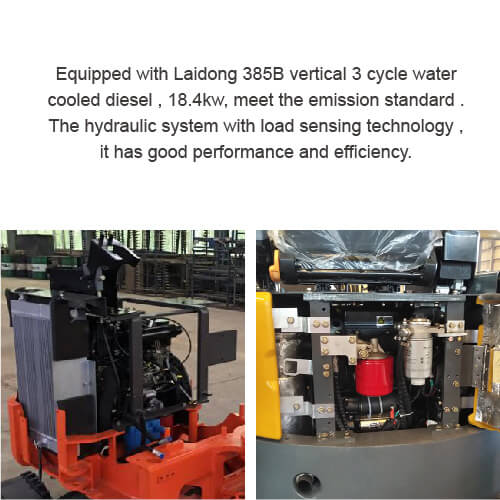 Equipped with Laidong 385B vertical 3 cycle water
cooled diesel , 18.4kw, meet the emission standard .
The hydraulic system with load sensing technology ,
it has good performance and efficiency.